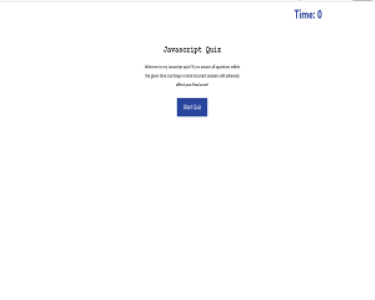 Time: 0
Javascript Quiz
Welcome to my Javascript quiz! Try to answer all questions within
the given time, but keep in mind incorrect answers will adversely
affect your final score!
Start Quiz